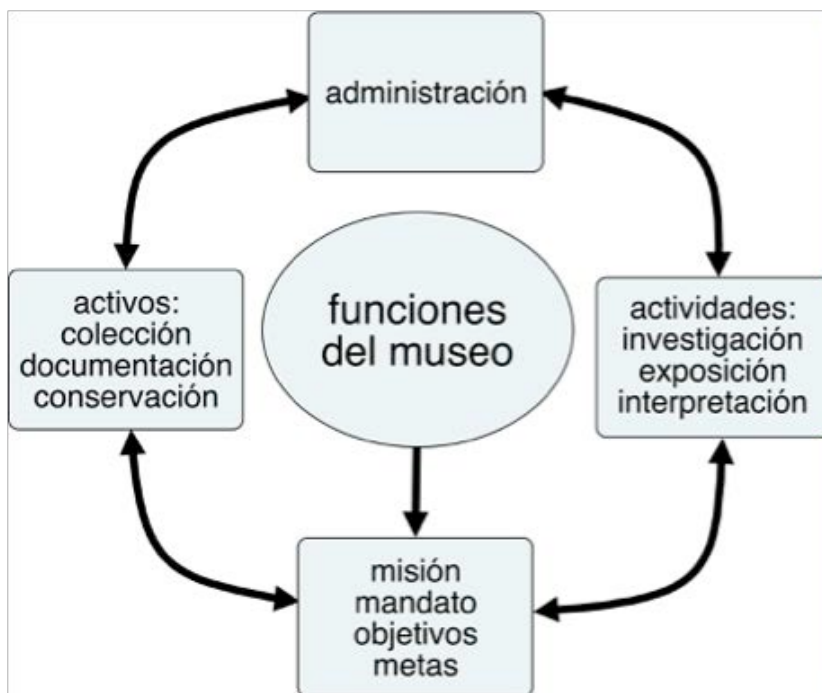 administración
activos:
colección
documentación
conservación
funciones
del museo
actividades:
investigación
exposición
interpretación
misión
mandato
objetivos
metas